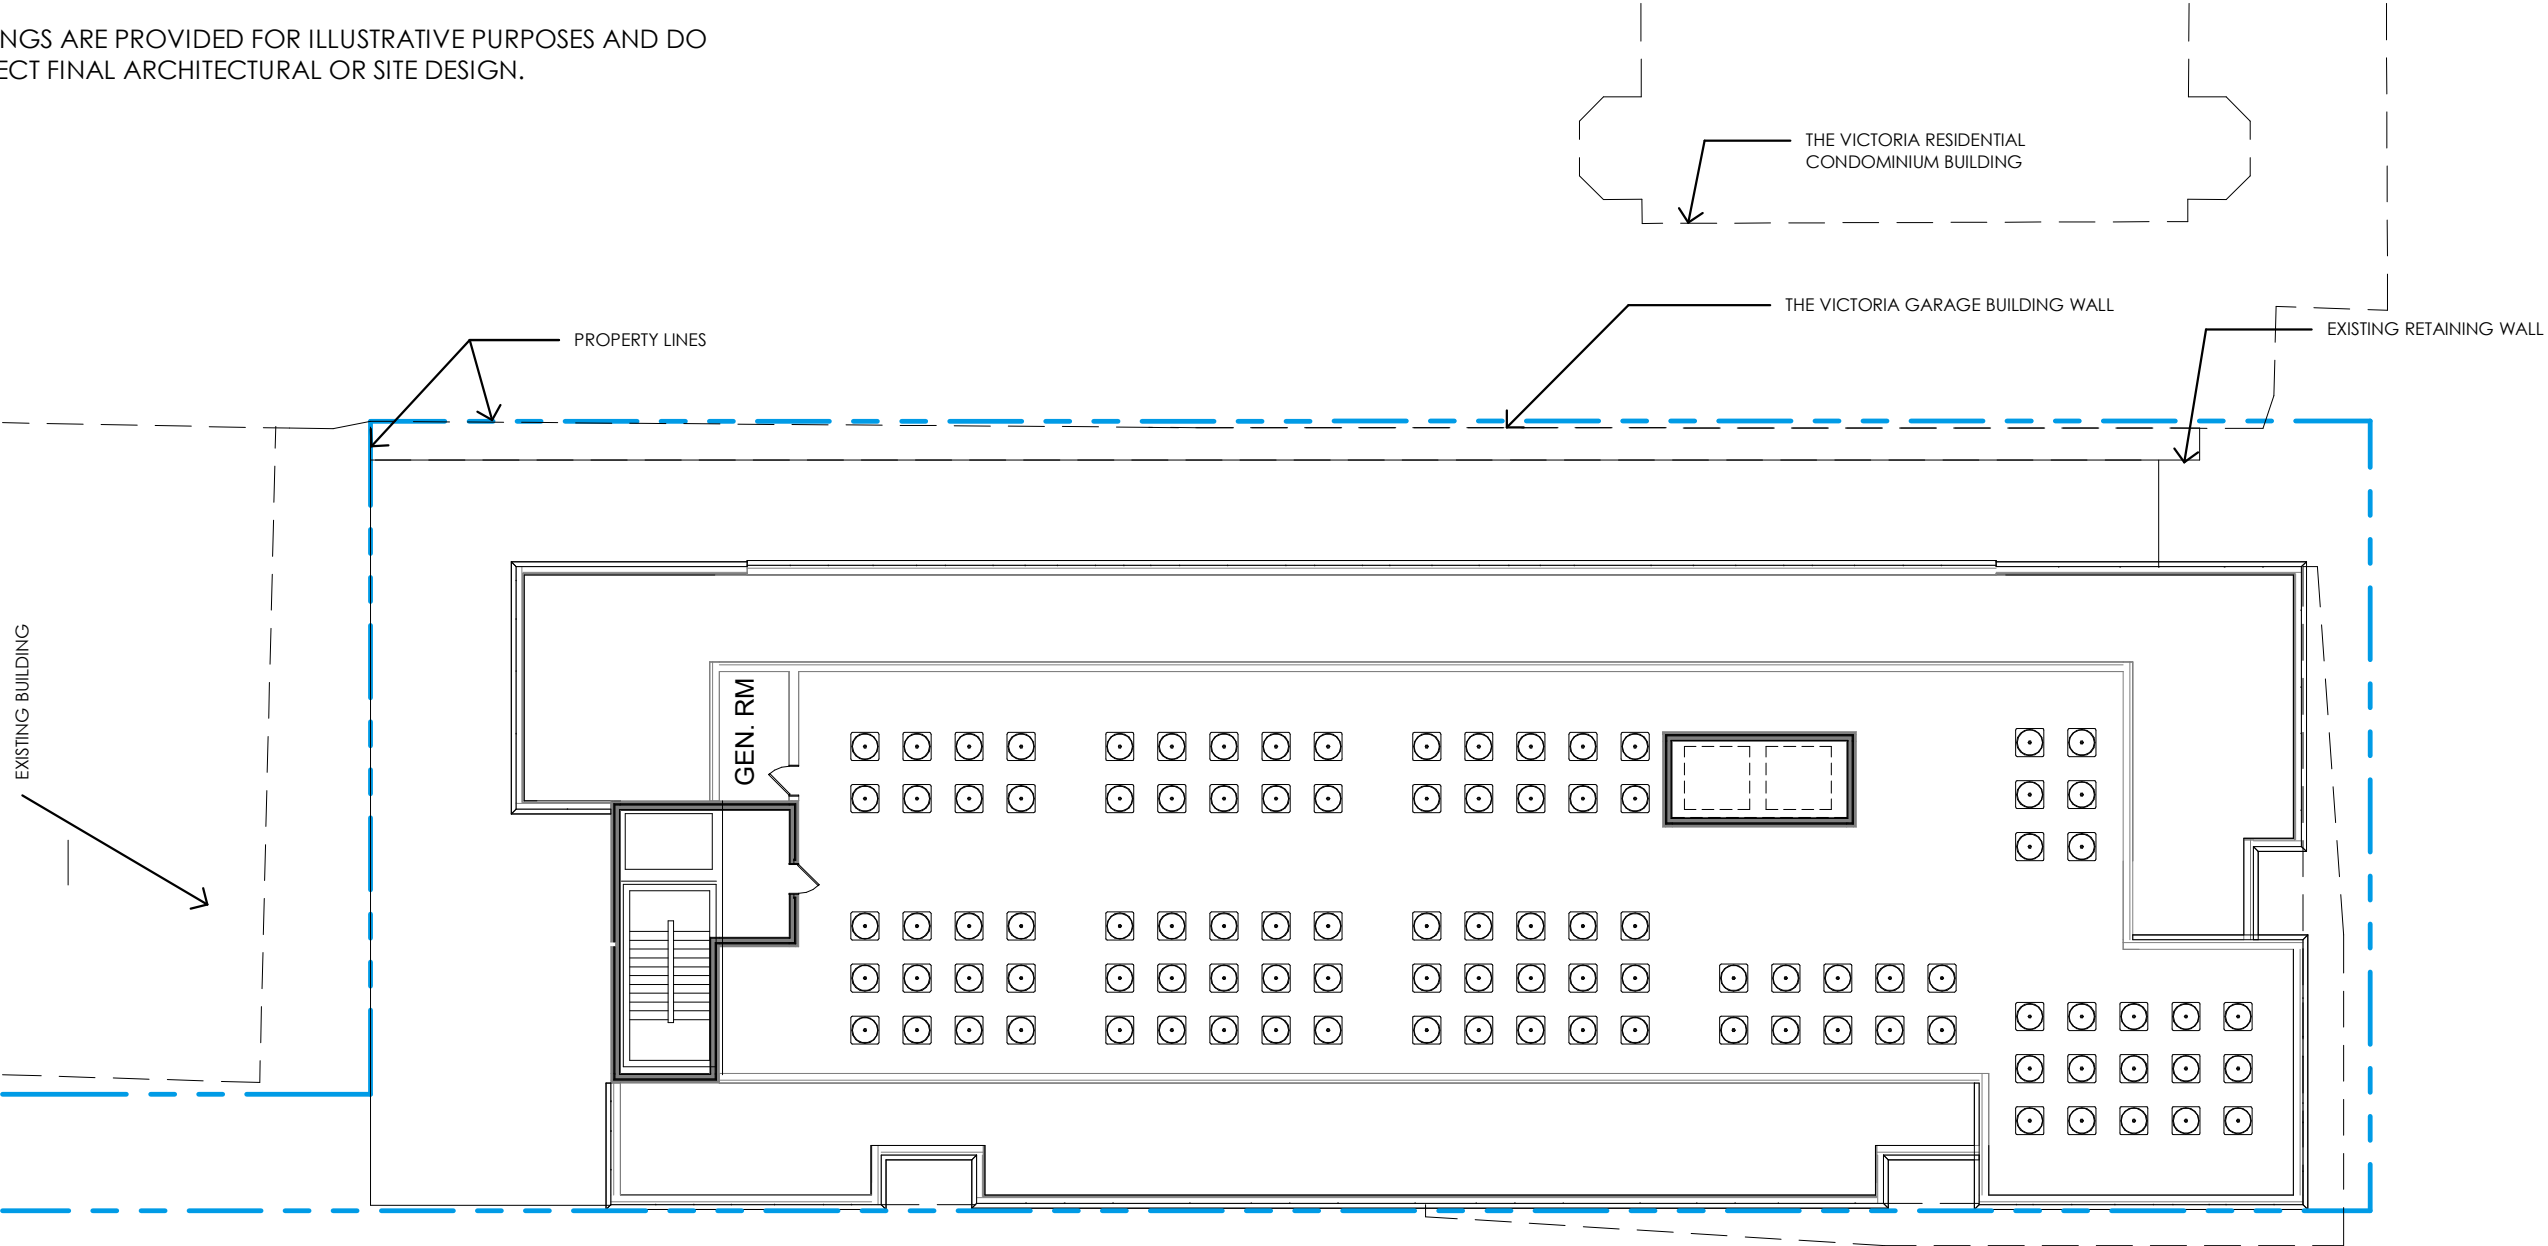 NGS ARE PROVIDED FOR ILLUSTRATIVE PURPOSES AND DO
ECT FINAL ARCHITECTURAL OR SITE DESIGN.
THE VICTORIA RESIDENTIAL
CONDOMINIUM BUILDING
THE VICTORIA GARAGE BUILDING WALL
EXISTING RETAINING WALL
PROPERTY LINES
EXISTING BUILDING
GEN. RM